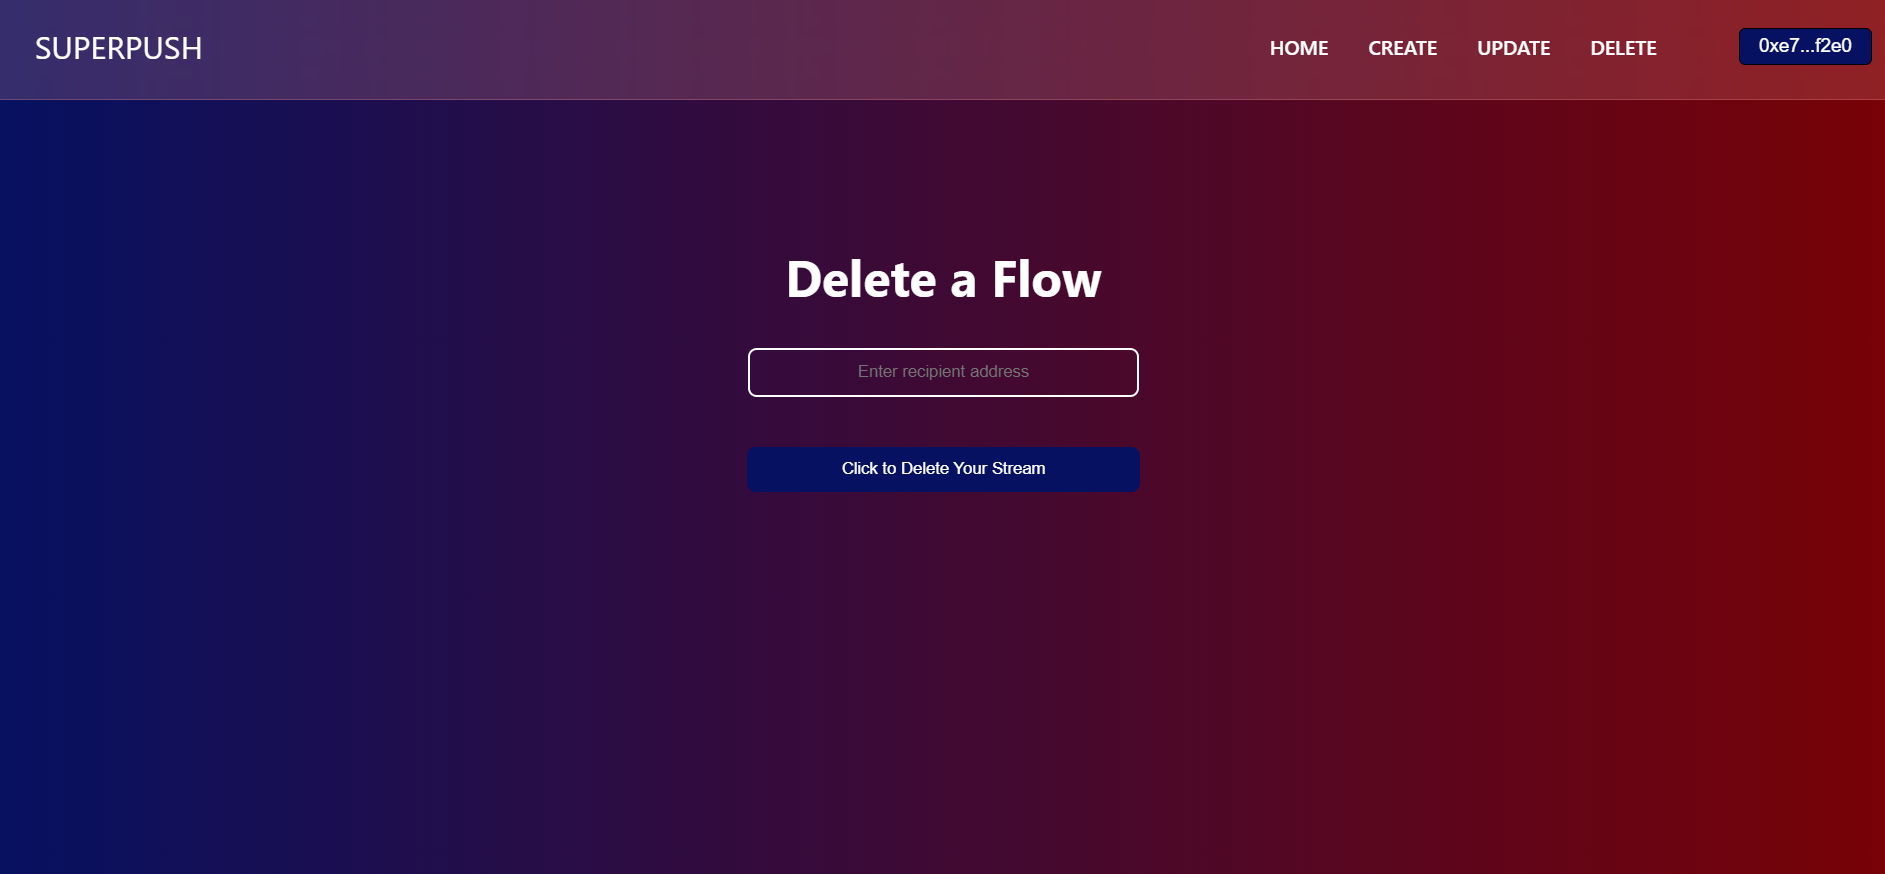 SUPERPUSH
HOME CREATE UPDATE DELETE 0xe7...f2e0
Delete a Flow
Enter recipient address
Click to Delete Your Stream